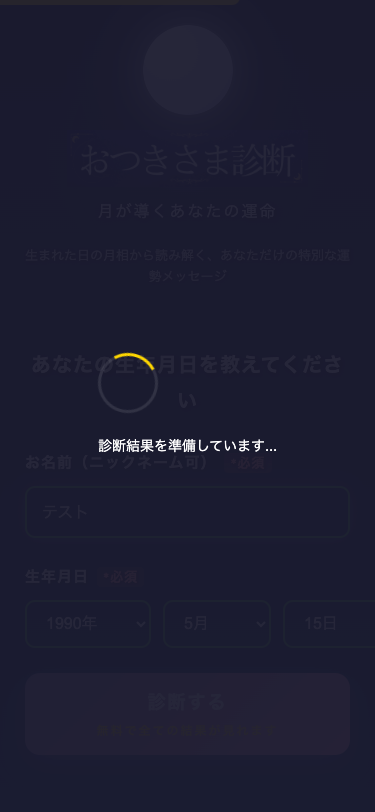 「おつきさま診断」
月が導くあなたの運命
生まれた日の月相から読み解く、あなただけの特別な運
勢メッセージ
あなたの生年月日を教えてくださ
い
診断結果を準備しています...
お名前（ニックネーム可） *必須
テスト
生年月日 *必須
1990年 5月 15日
診断する